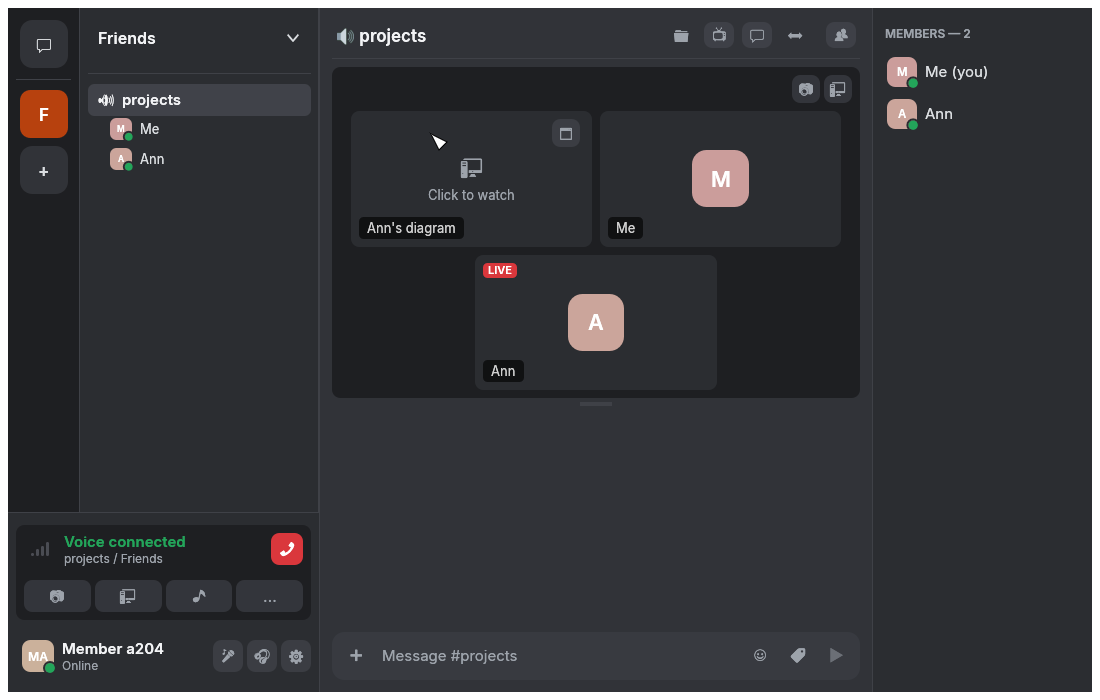 Friends
F
+
projects
M Me
A Ann
projects
Click to watch
Ann's diagram
M
Me
LIVE
A
Ann
MEMBERS — 2
M Me (you)
A Ann
Voice connected
projects / Friends
...
MA Member a204
Online
+ Message #projects